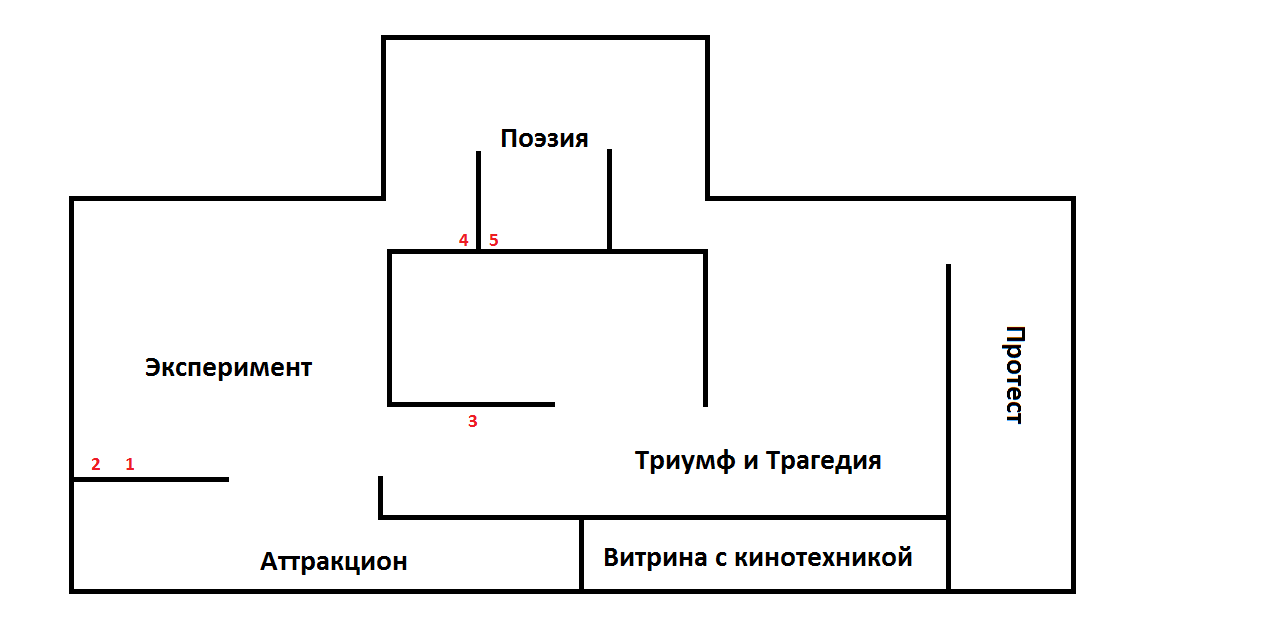 Поэзия
4 5
Эксперимент
Протест
3
2 1
Триумф и Трагедия
Аттракцион
Витрина с кинотехникой